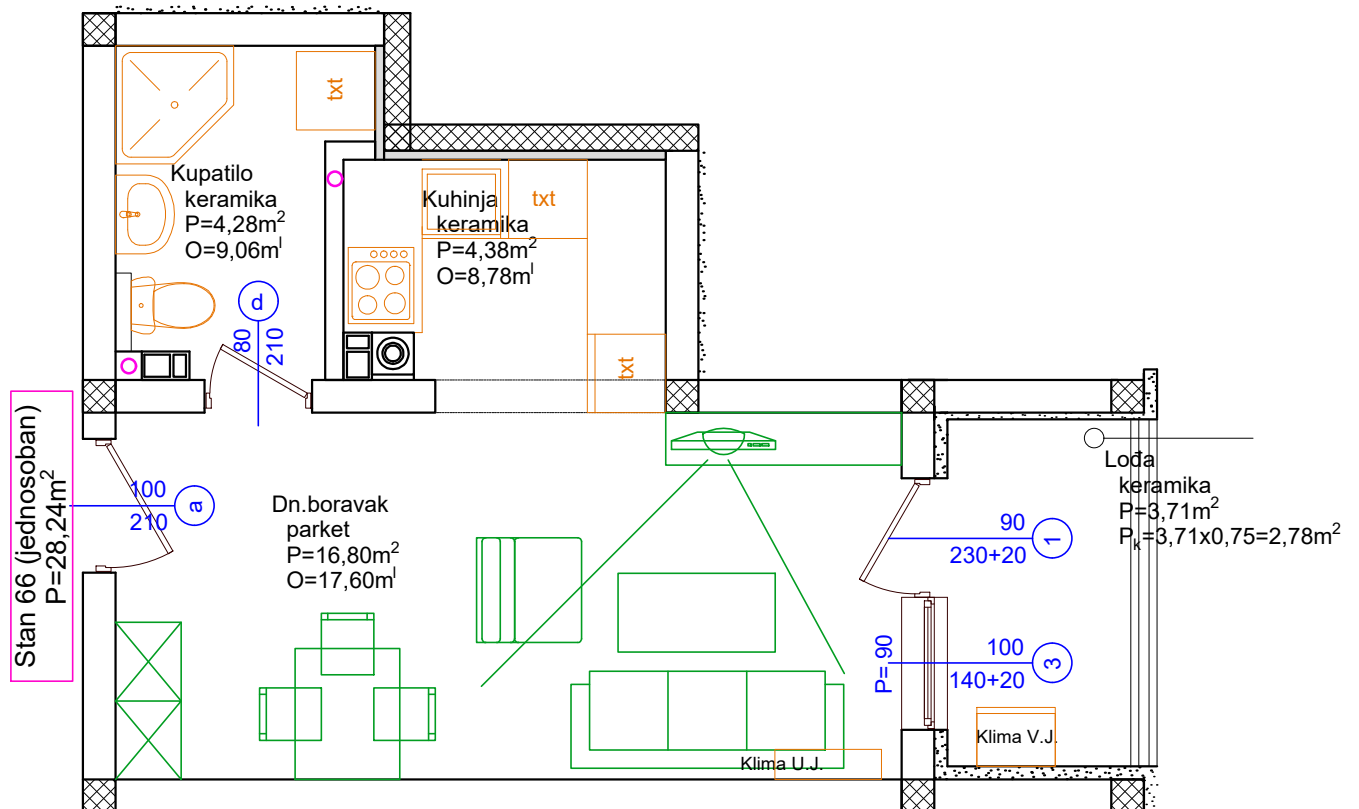 txt
Kupatilo
keramika
P=4,28m²
O=9,06mˡ
Kuhinja
keramika
P=4,38m²
O=8,78mˡ
txt
txt
d
80
210
Stan 66 (jednosoban)
P=28,24m²
100
210
a
Dn.boravak
parket
P=16,80m²
O=17,60mˡ
Lođa
keramika
P=3,71m²
Pₖ=3,71x0,75=2,78m²
90
230+20
1
P= 90
100
140+20
3
Klima U.J.
Klima V.J.